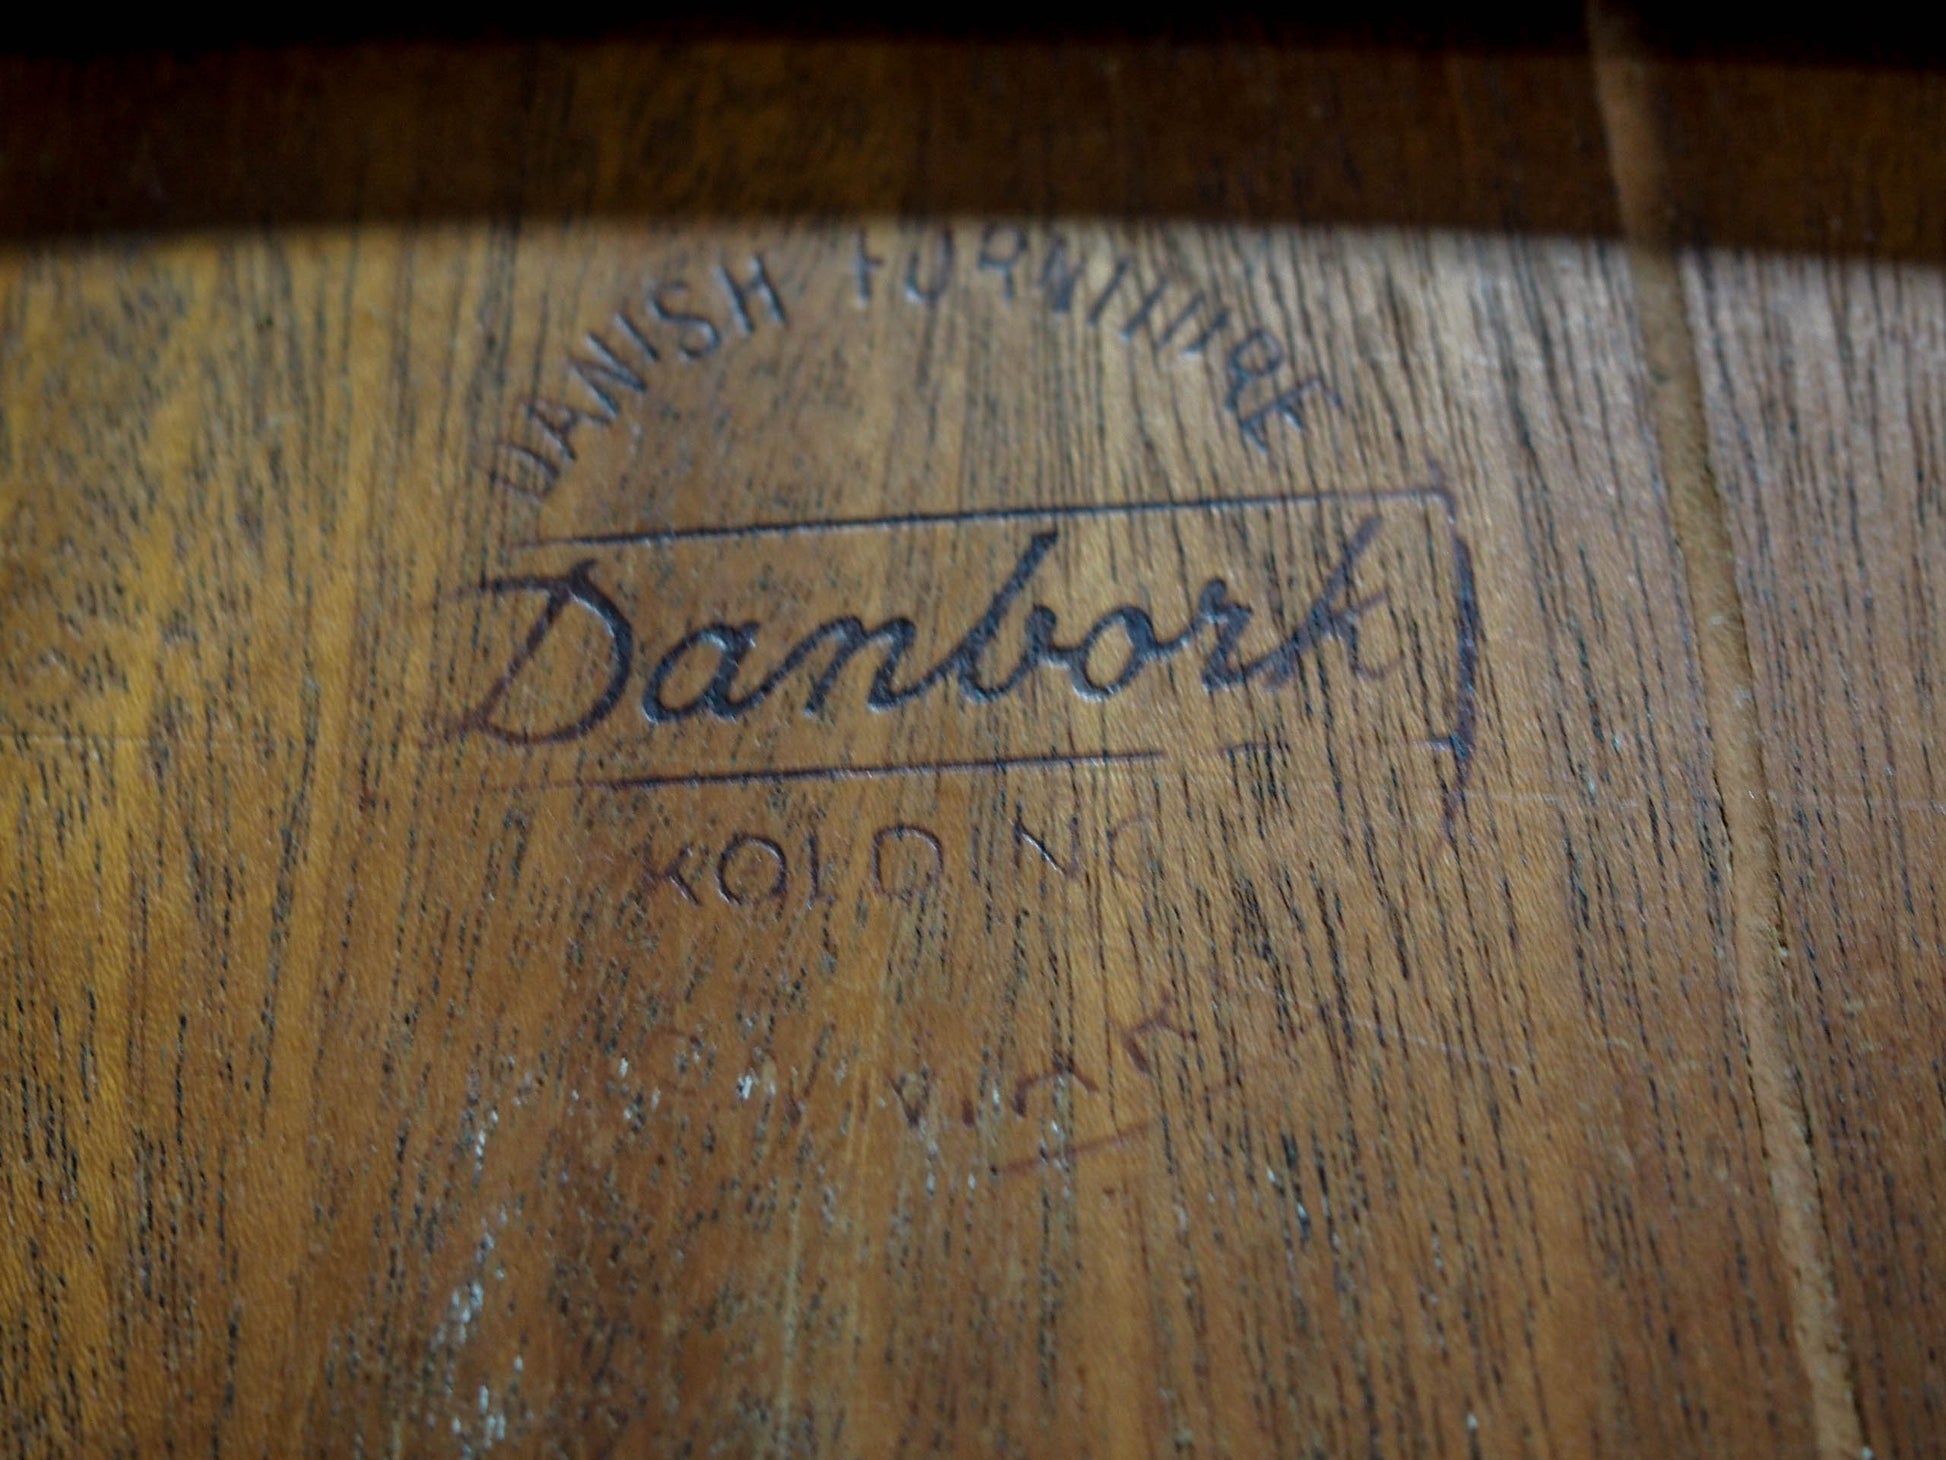 DANISH FURNITURE
Danbork
KOLDING